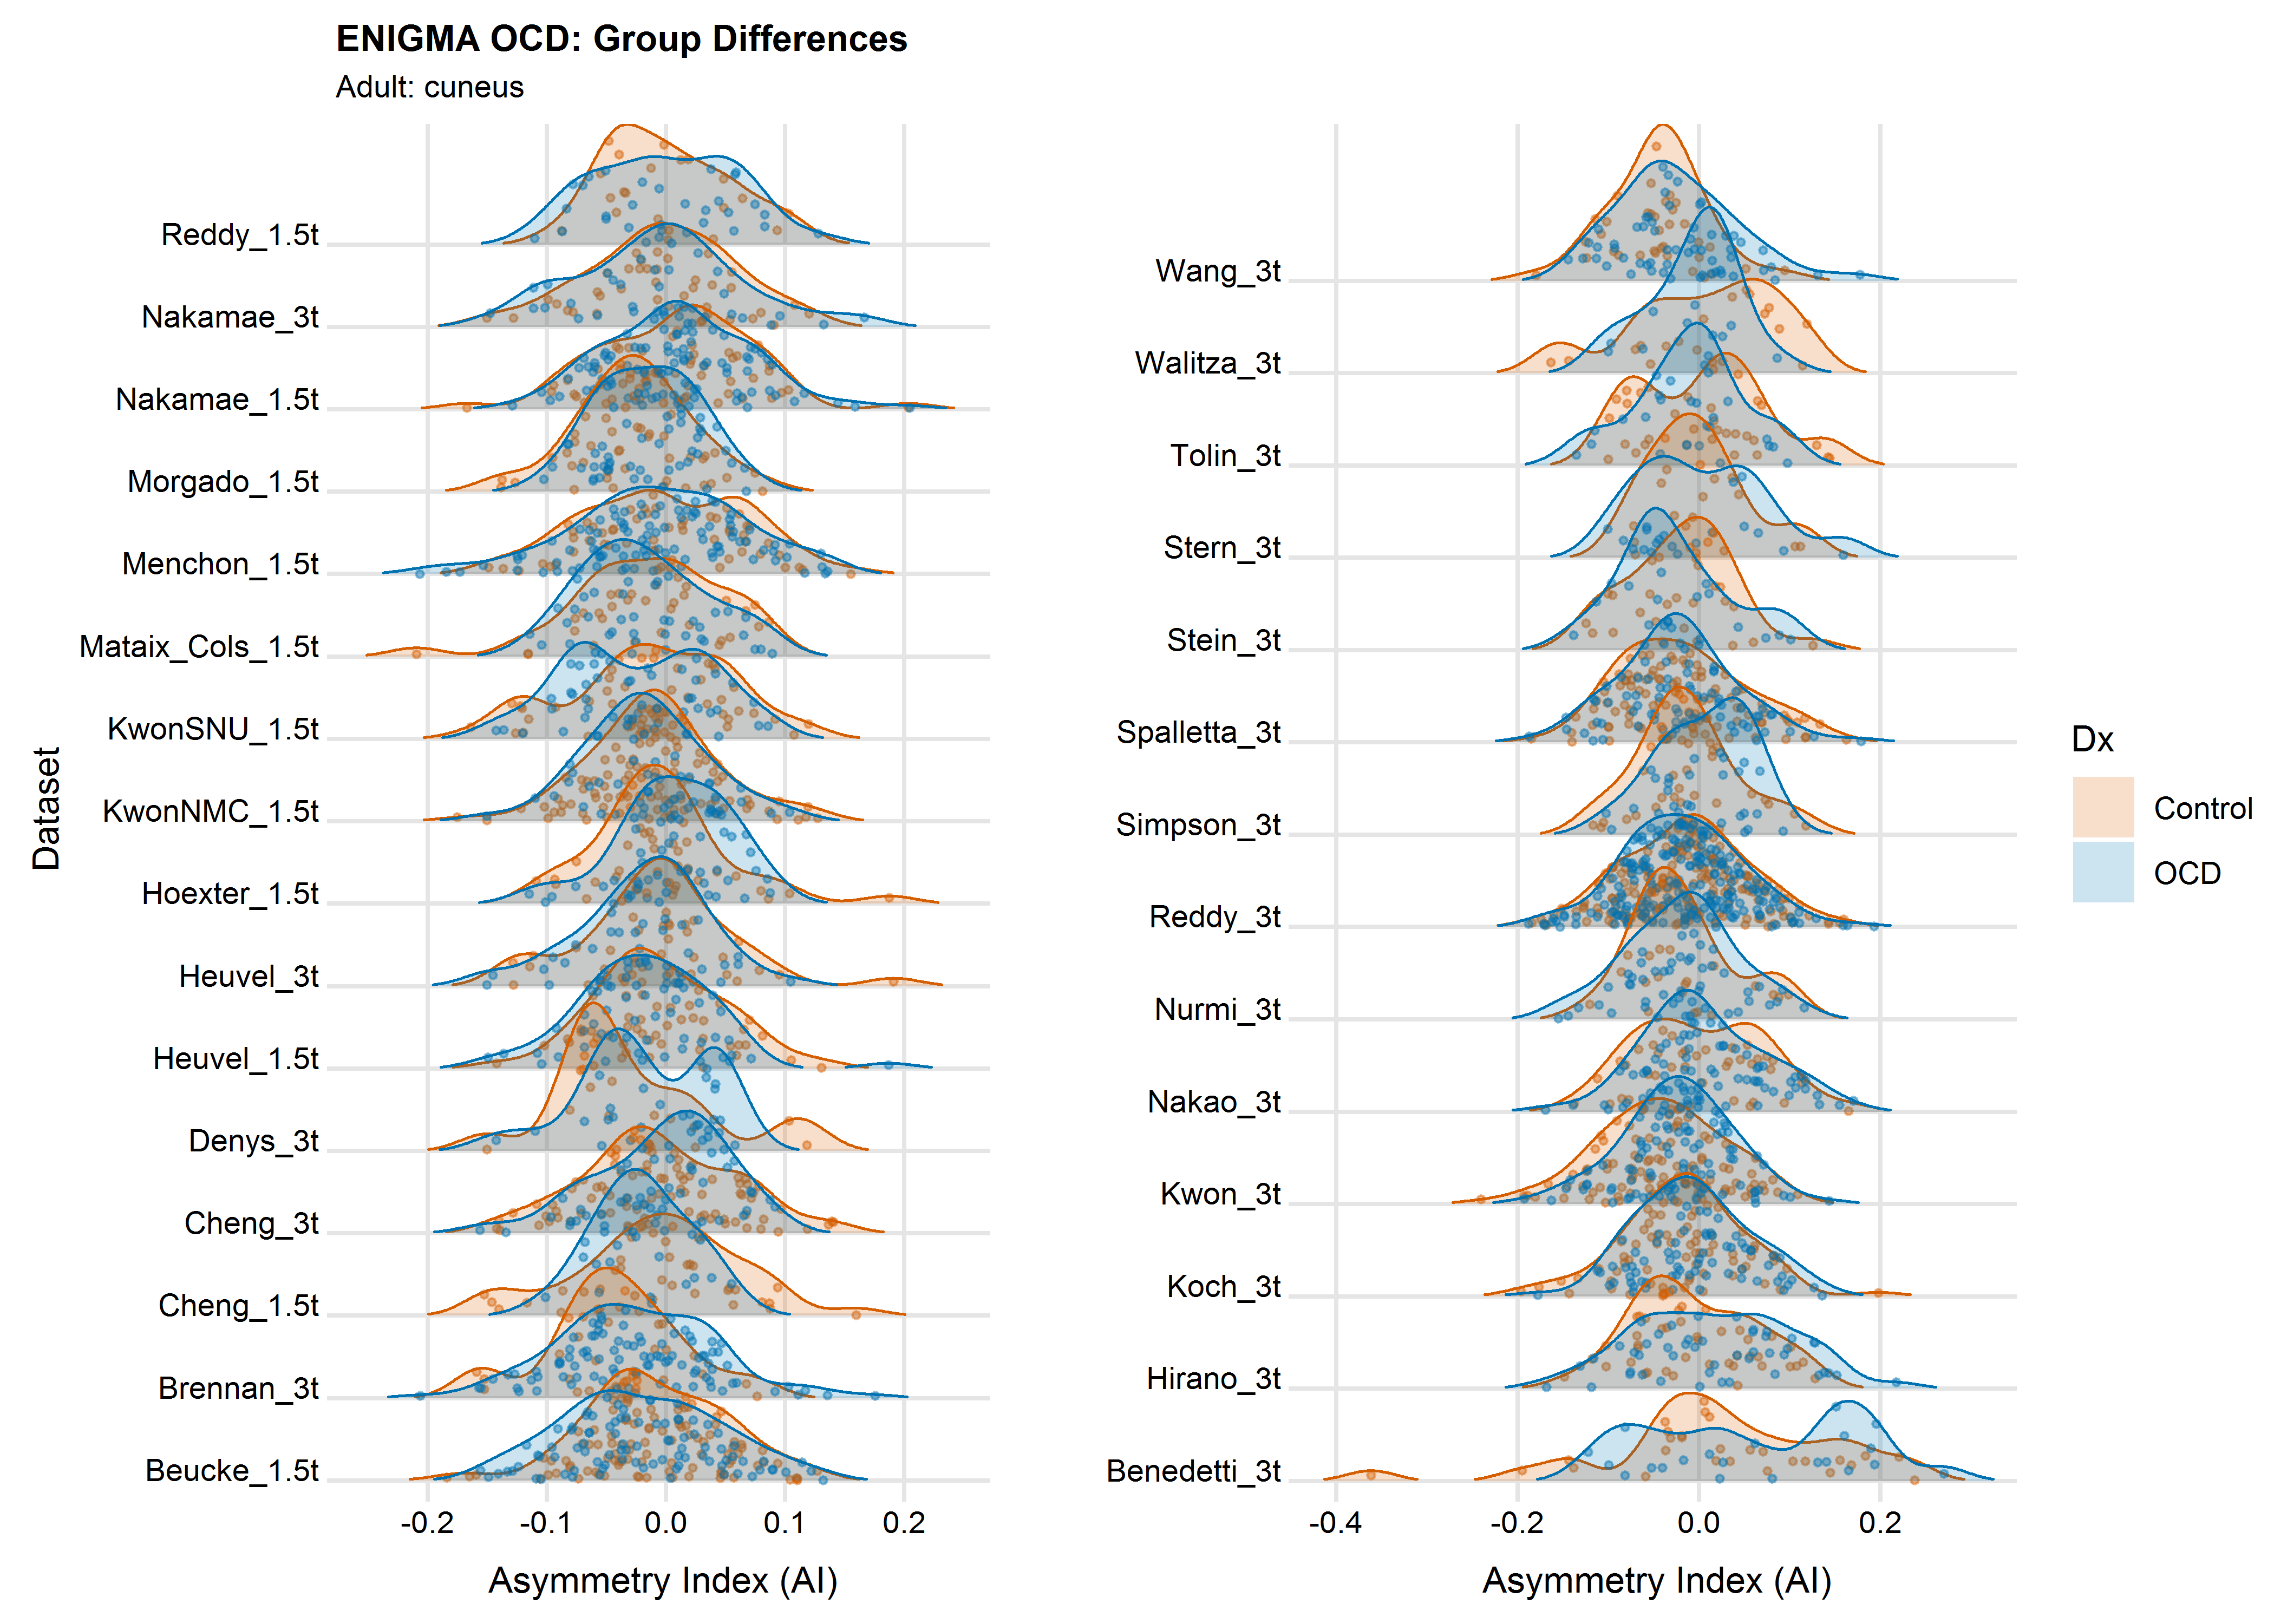 ENIGMA OCD: Group Differences
Adult: cuneus
Dataset
Reddy_1.5t
Nakamae_3t
Nakamae_1.5t
Morgado_1.5t
Menchon_1.5t
Mataix_Cols_1.5t
KwonSNU_1.5t
KwonNMC_1.5t
Hoexter_1.5t
Heuvel_3t
Heuvel_1.5t
Denys_3t
Cheng_3t
Cheng_1.5t
Brennan_3t
Beucke_1.5t
-0.2 -0.1 0.0 0.1 0.2
Asymmetry Index (AI)
Wang_3t
Walitza_3t
Tolin_3t
Stern_3t
Stein_3t
Spalletta_3t
Simpson_3t
Reddy_3t
Nurmi_3t
Nakao_3t
Kwon_3t
Koch_3t
Hirano_3t
Benedetti_3t
-0.4 -0.2 0.0 0.2
Asymmetry Index (AI)
Dx
Control
OCD